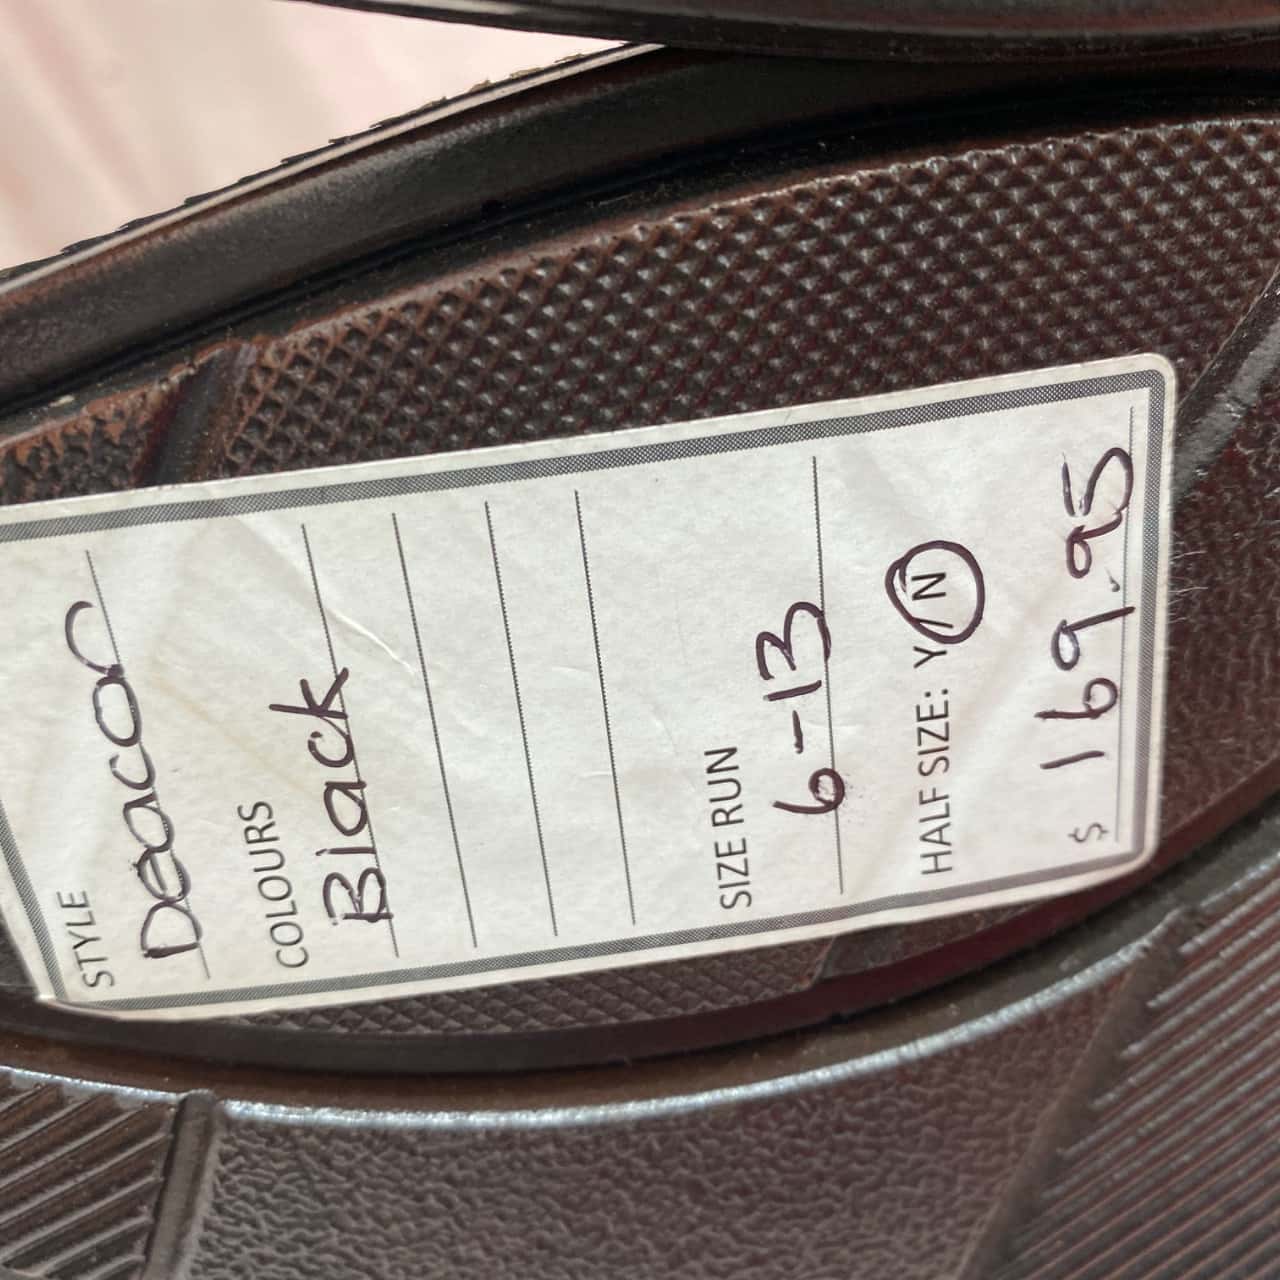 STYLE
Deacon
COLOURS
Black
SIZE RUN
6-13
HALF SIZE: Y/N
$ 169.95